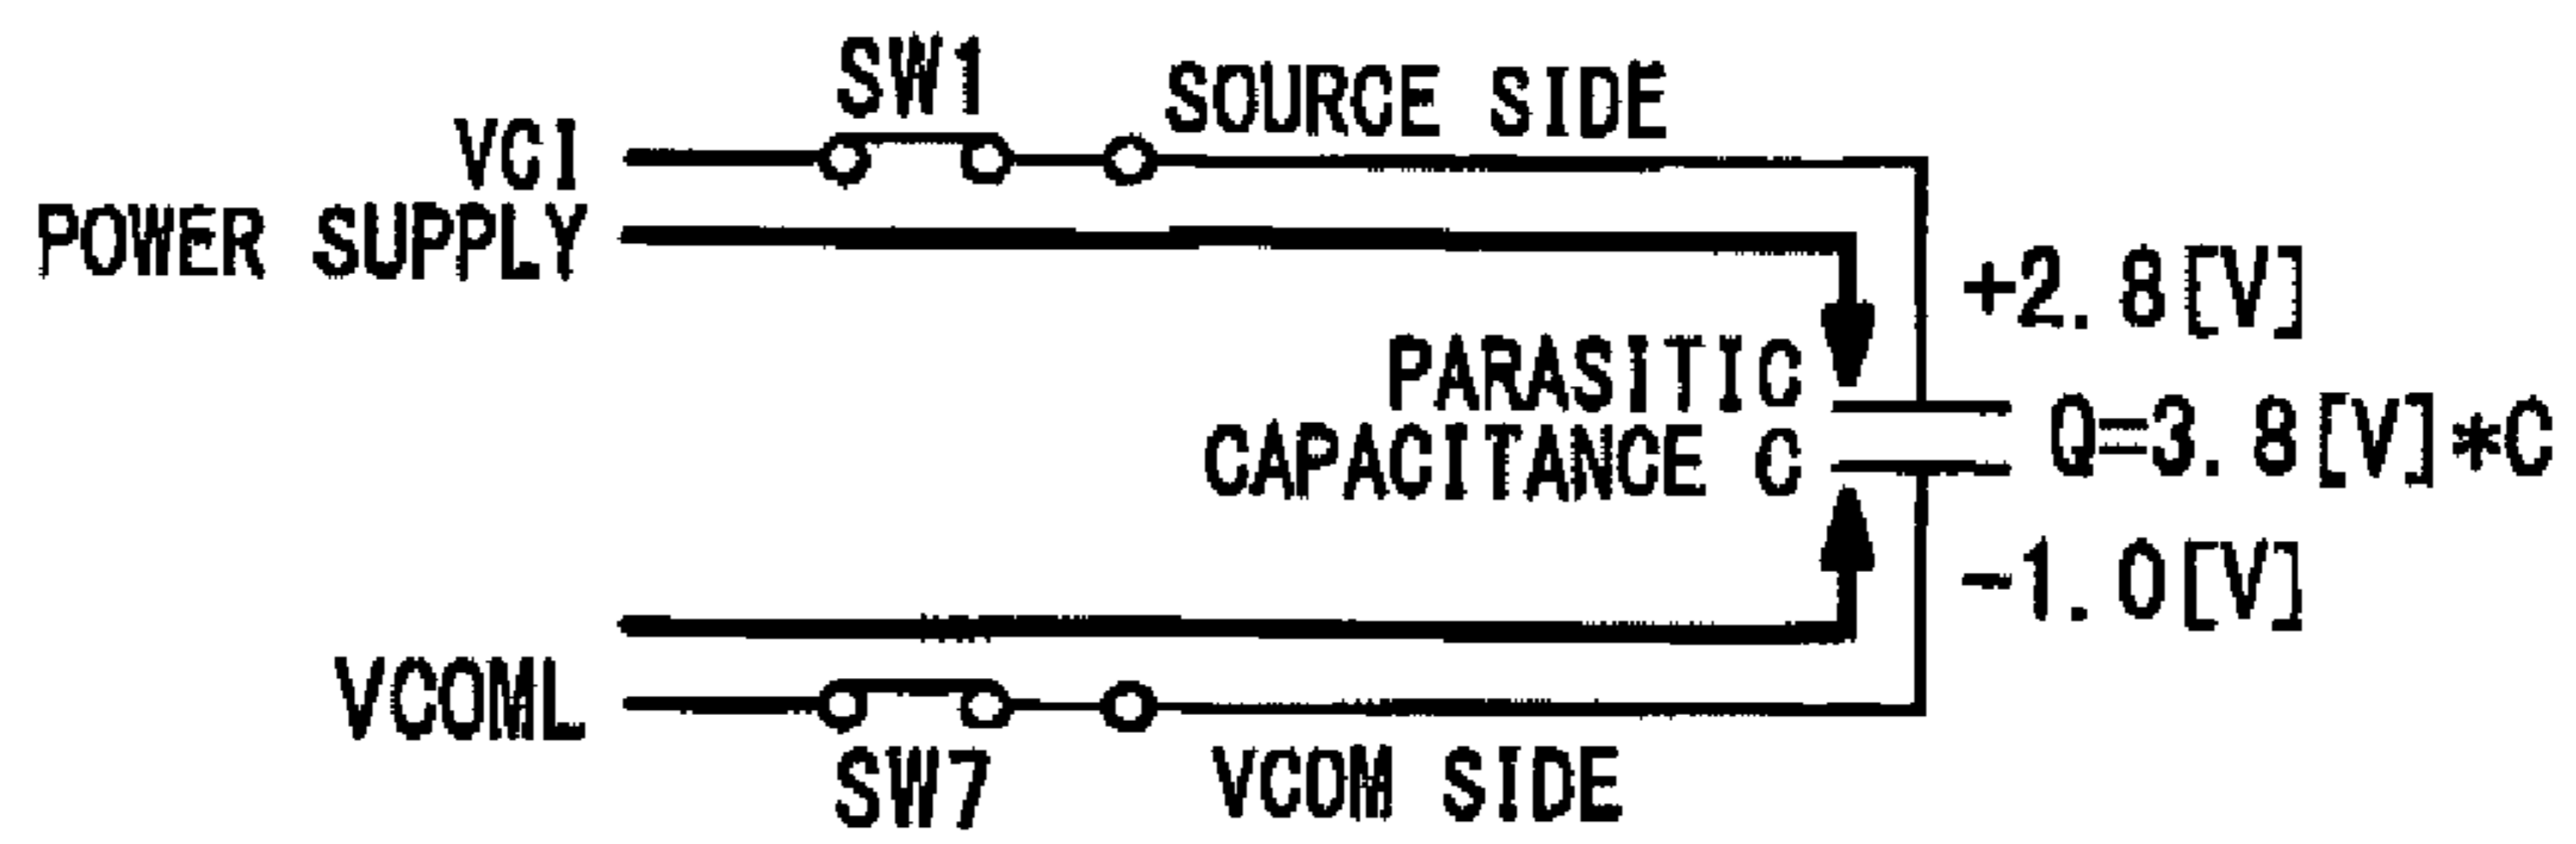 SW1
SOURCE SIDE
VCI
POWER SUPPLY
+2.8[V]
PARASITIC
CAPACITANCE C
Q=3.8[V]*C
-1.0[V]
VCOML
SW7
VCOM SIDE